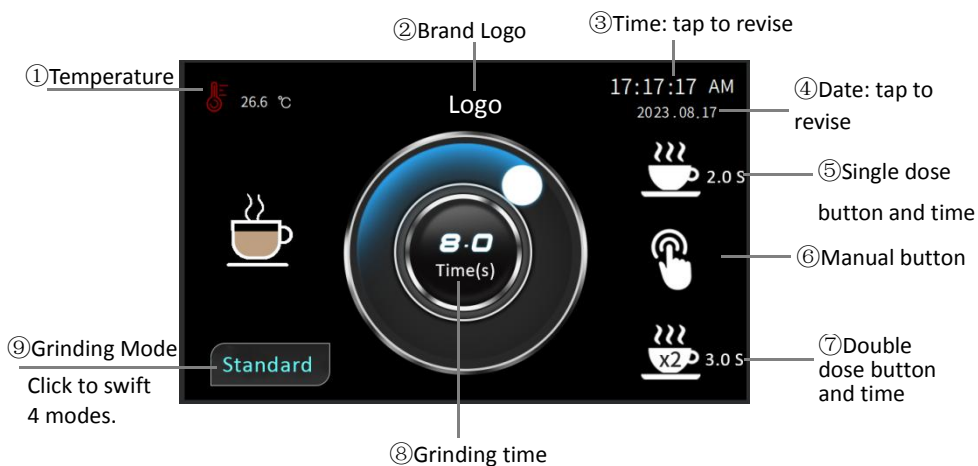 ②Brand Logo
③Time: tap to revise
①Temperature
26.6 ℃
Logo
17:17:17 AM
2023.08.17
④Date: tap to
revise
2.0 S
⑤Single dose
button and time
8.0
Time(s)
⑥Manual button
⑨Grinding Mode
Click to swift
4 modes.
Standard
x2
3.0 S
⑦Double
dose button
and time
⑧Grinding time